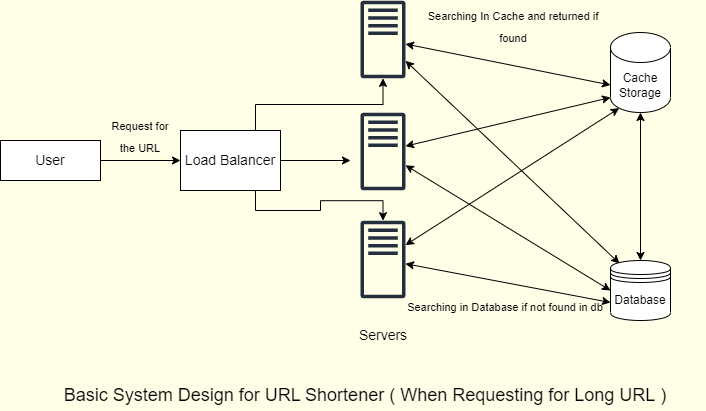 Searching In Cache and returned if
found
Cache
Storage
Request for
the URL
User
Load Balancer
Database
Searching in Database if not found in db
Servers
Basic System Design for URL Shortener ( When Requesting for Long URL )